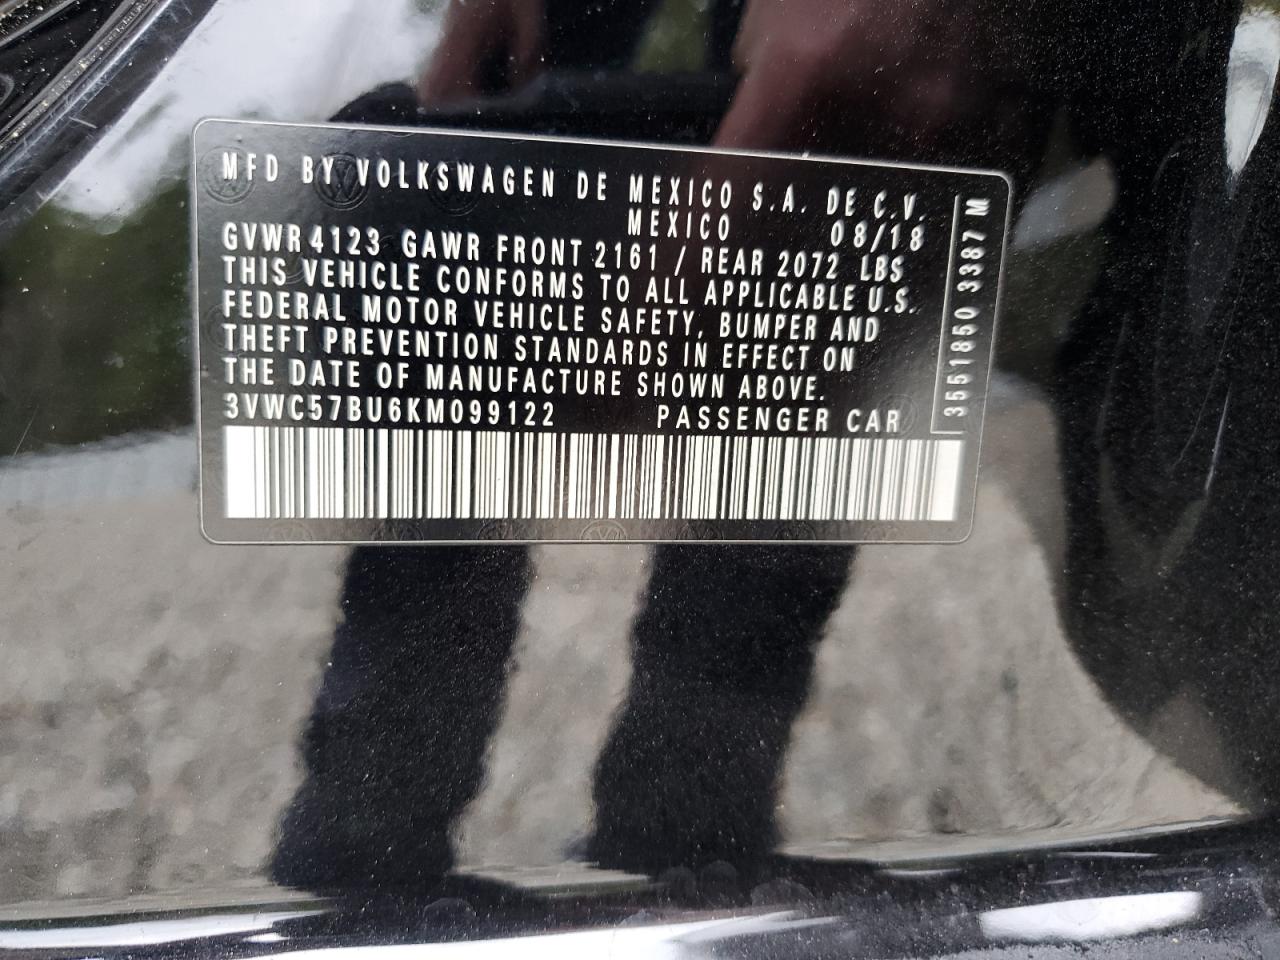 MFD BY VOLKSWAGEN DE MEXICO S.A. DE C.V.
MEXICO 08/18
GVWR 4123 GAWR FRONT 2161 / REAR 2072 LBS
THIS VEHICLE CONFORMS TO ALL APPLICABLE U.S.
FEDERAL MOTOR VEHICLE SAFETY, BUMPER AND
THEFT PREVENTION STANDARDS IN EFFECT ON
THE DATE OF MANUFACTURE SHOWN ABOVE.
3VWC57BU6KM099122 PASSENGER CAR
3551850 3387 M